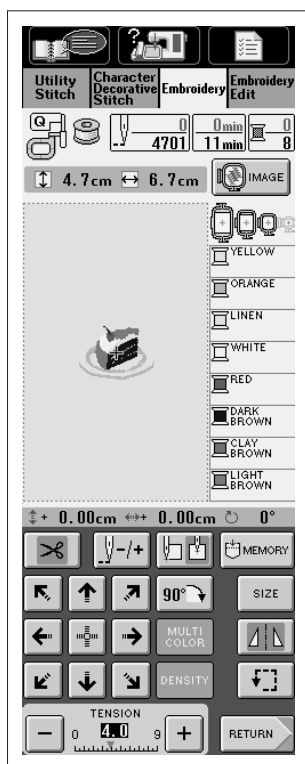 Utility Stitch
Character Decorative Stitch
Embroidery
Embroidery Edit
Q
0
4701
0min
11min
0
8
4.7cm 6.7cm
IMAGE
YELLOW
ORANGE
LINEN
WHITE
RED
DARK BROWN
CLAY BROWN
LIGHT BROWN
+ 0.00cm + 0.00cm 0°
-/+
MEMORY
90°
SIZE
MULTI COLOR
DENSITY
TENSION
- 0 4.0 9 +
RETURN